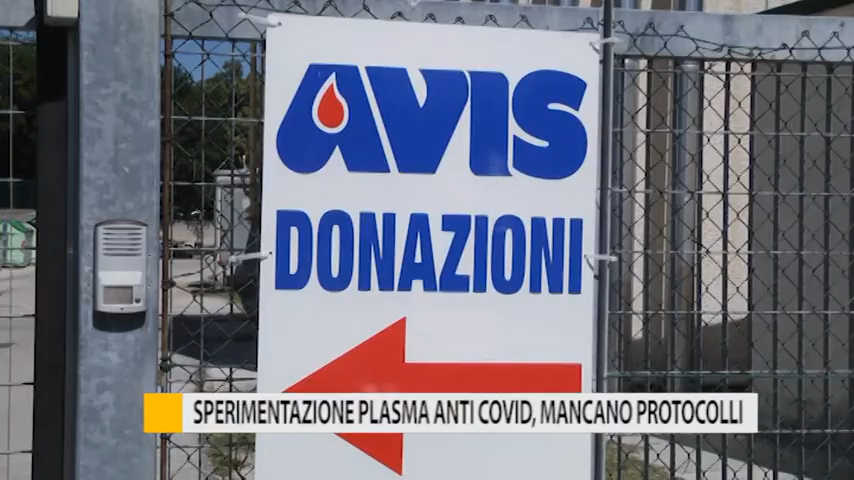 AVIS
DONAZIONI
SPERIMENTAZIONE PLASMA ANTI COVID, MANCANO PROTOCOLLI